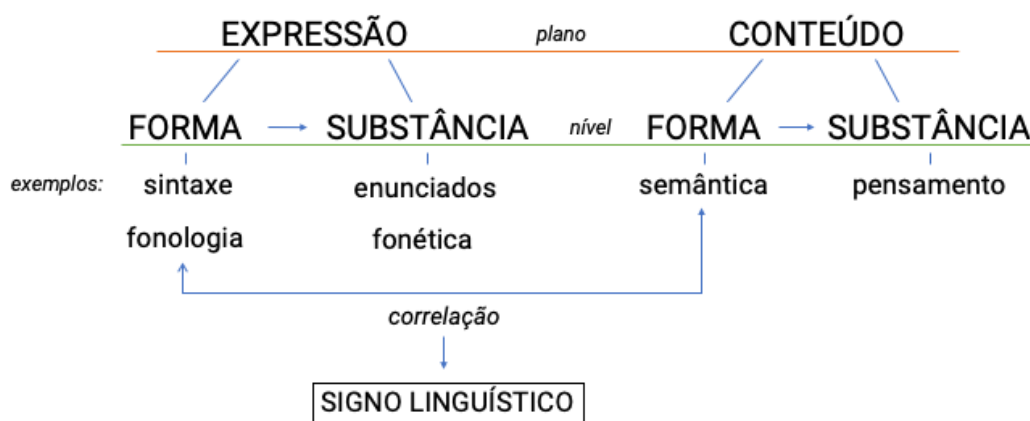 EXPRESSÃO plano CONTEÚDO
FORMA SUBSTÂNCIA nível FORMA SUBSTÂNCIA
exemplos: sintaxe enunciados semântica pensamento
fonologia fonética
correlação
SIGNO LINGUÍSTICO